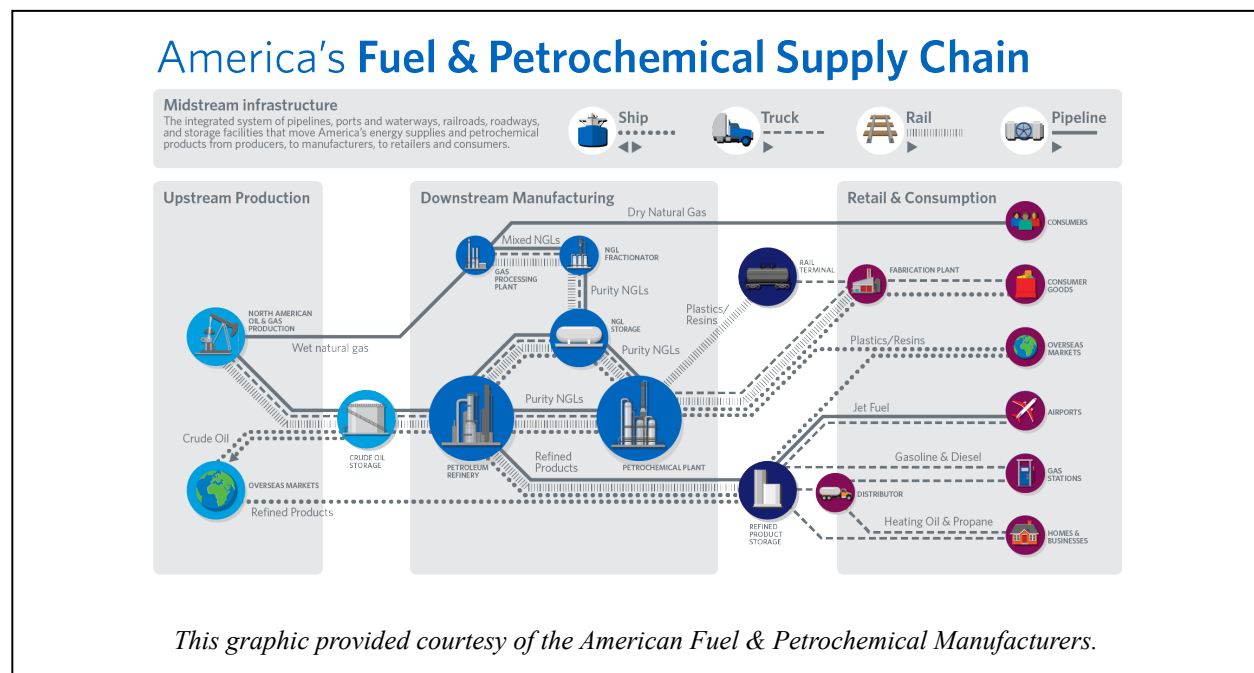 America's Fuel & Petrochemical Supply Chain
Midstream infrastructure
The integrated system of pipelines, ports and waterways, railroads, roadways,
and storage facilities that move America's energy supplies and petrochemical
products from producers, to manufacturers, to retailers and consumers.
Ship
Truck
Rail
Pipeline
Upstream Production
Downstream Manufacturing
Retail & Consumption
Dry Natural Gas
CONSUMERS
Mixed NGLs
NGL
FRACTIONATOR
GAS
PROCESSING
PLANT
RAIL
TERMINAL
FABRICATION PLANT
CONSUMER
GOODS
Purity NGLs
NORTH AMERICAN
OIL & GAS
PRODUCTION
Wet natural gas
NGL
STORAGE
Plastics/
Resins
Purity NGLs
Plastics/Resins
OVERSEAS
MARKETS
Purity NGLs
Jet Fuel
AIRPORTS
Crude Oil
CRUDE OIL
STORAGE
PETROLEUM
REFINERY
Refined
Products
PETROCHEMICAL PLANT
Gasoline & Diesel
GAS
STATIONS
OVERSEAS MARKETS
Refined Products
DISTRIBUTOR
REFINED
PRODUCT
STORAGE
Heating Oil & Propane
HOMES &
BUSINESSES
This graphic provided courtesy of the American Fuel & Petrochemical Manufacturers.